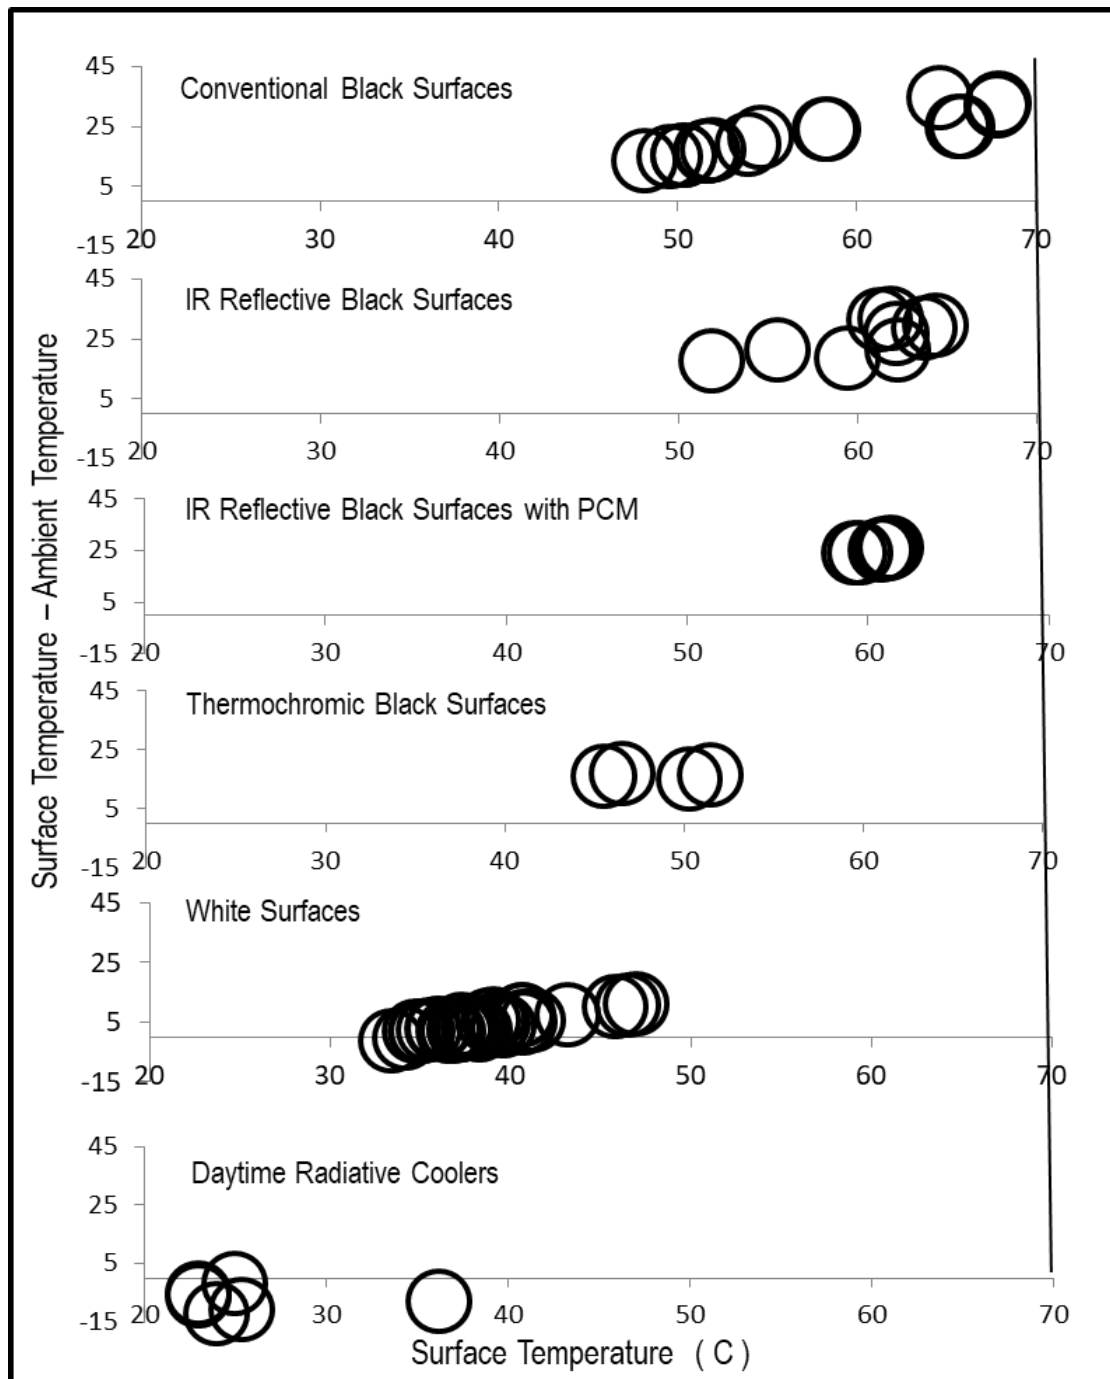 45
Conventional Black Surfaces
25
5
-15 20 30 40 50 60 70
45
IR Reflective Black Surfaces
25
5
-15 20 30 40 50 60 70
45
IR Reflective Black Surfaces with PCM
25
5
-15 20 30 40 50 60 70
45
Thermochromic Black Surfaces
25
5
-15 20 30 40 50 60 70
45
White Surfaces
25
5
-15 20 30 40 50 60 70
45
Daytime Radiative Coolers
25
5
-15 20 30 40 50 60 70
Surface Temperature – Ambient Temperature
Surface Temperature ( C )